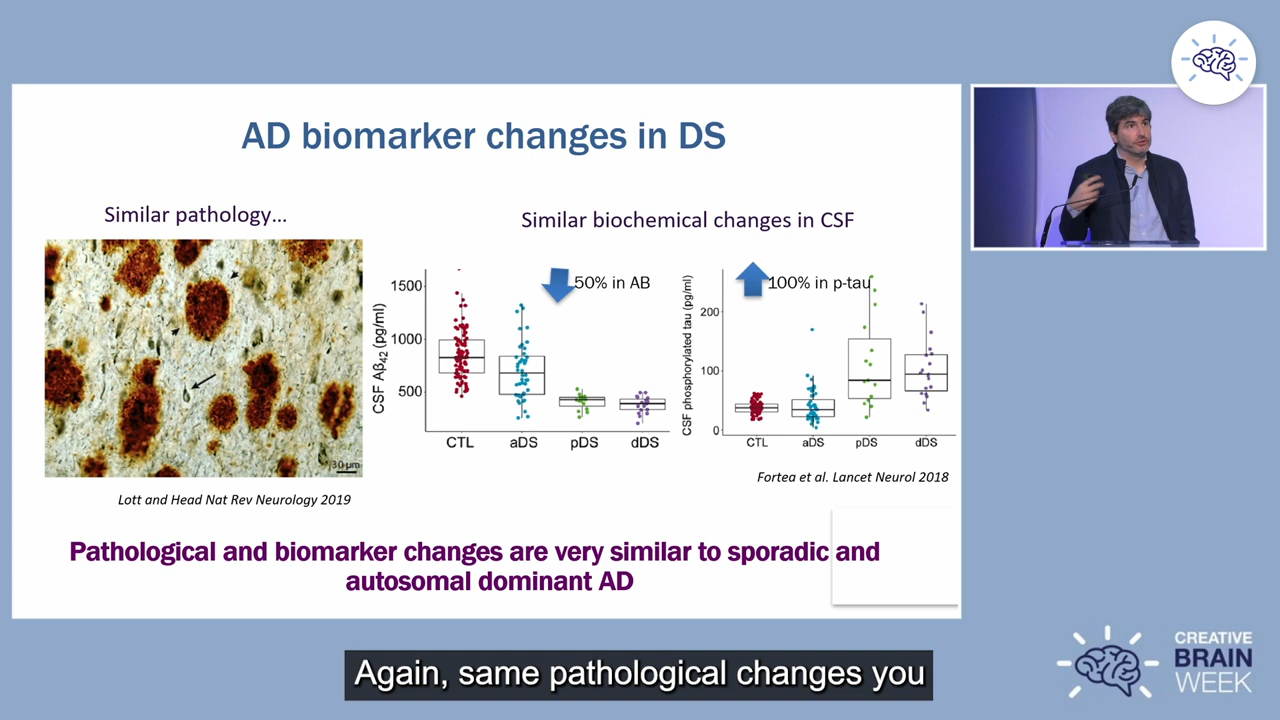 AD biomarker changes in DS
Similar pathology...
Similar biochemical changes in CSF
30 μm
Lott and Head Nat Rev Neurology 2019
CSF Aβ42 (pg/ml)
1500
1000
500
50% in AB
CTL aDS pDS dDS
CSF phosphorylated tau (pg/ml)
200
100
0
100% in p-tau
CTL aDS pDS dDS
Fortea et al. Lancet Neurol 2018
Pathological and biomarker changes are very similar to sporadic and
autosomal dominant AD
Again, same pathological changes you
CREATIVE
BRAIN
WEEK